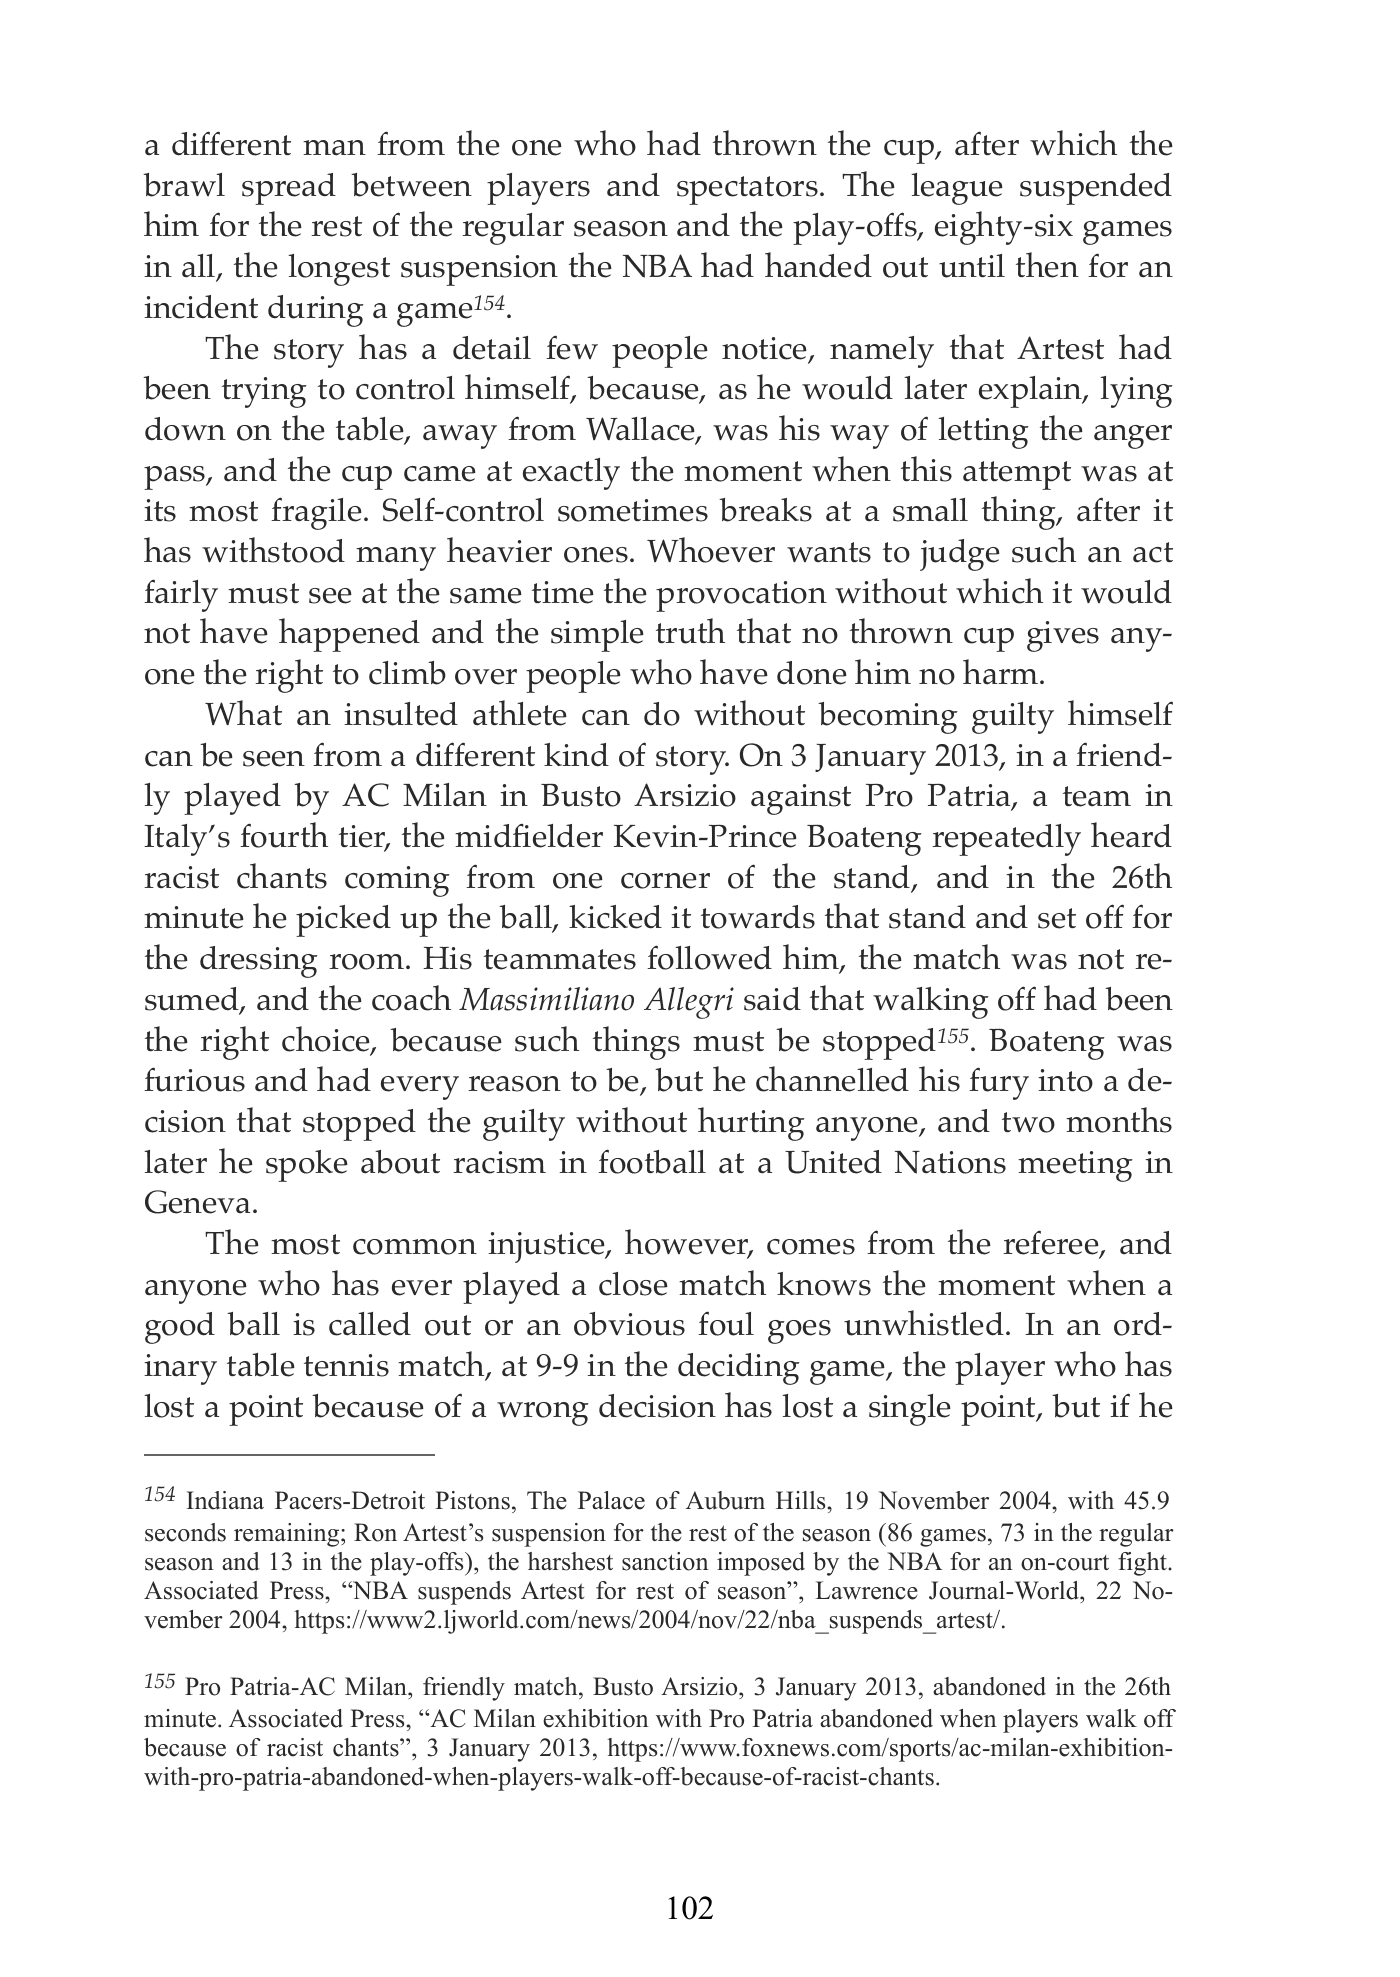 a different man from the one who had thrown the cup, after which the
brawl spread between players and spectators. The league suspended
him for the rest of the regular season and the play-offs, eighty-six games
in all, the longest suspension the NBA had handed out until then for an
incident during a game154.
The story has a detail few people notice, namely that Artest had
been trying to control himself, because, as he would later explain, lying
down on the table, away from Wallace, was his way of letting the anger
pass, and the cup came at exactly the moment when this attempt was at
its most fragile. Self-control sometimes breaks at a small thing, after it
has withstood many heavier ones. Whoever wants to judge such an act
fairly must see at the same time the provocation without which it would
not have happened and the simple truth that no thrown cup gives any-
one the right to climb over people who have done him no harm.
What an insulted athlete can do without becoming guilty himself
can be seen from a different kind of story. On 3 January 2013, in a friend-
ly played by AC Milan in Busto Arsizio against Pro Patria, a team in
Italy's fourth tier, the midfielder Kevin-Prince Boateng repeatedly heard
racist chants coming from one corner of the stand, and in the 26th
minute he picked up the ball, kicked it towards that stand and set off for
the dressing room. His teammates followed him, the match was not re-
sumed, and the coach Massimiliano Allegri said that walking off had been
the right choice, because such things must be stopped155. Boateng was
furious and had every reason to be, but he channelled his fury into a de-
cision that stopped the guilty without hurting anyone, and two months
later he spoke about racism in football at a United Nations meeting in
Geneva.
The most common injustice, however, comes from the referee, and
anyone who has ever played a close match knows the moment when a
good ball is called out or an obvious foul goes unwhistled. In an ord-
inary table tennis match, at 9-9 in the deciding game, the player who has
lost a point because of a wrong decision has lost a single point, but if he
154 Indiana Pacers-Detroit Pistons, The Palace of Auburn Hills, 19 November 2004, with 45.9
seconds remaining; Ron Artest's suspension for the rest of the season (86 games, 73 in the regular
season and 13 in the play-offs), the harshest sanction imposed by the NBA for an on-court fight.
Associated Press, “NBA suspends Artest for rest of season”, Lawrence Journal-World, 22 No-
vember 2004, https://www2.ljworld.com/news/2004/nov/22/nba_suspends_artest/.
155 Pro Patria-AC Milan, friendly match, Busto Arsizio, 3 January 2013, abandoned in the 26th
minute. Associated Press, “AC Milan exhibition with Pro Patria abandoned when players walk off
because of racist chants”, 3 January 2013, https://www.foxnews.com/sports/ac-milan-exhibition-
with-pro-patria-abandoned-when-players-walk-off-because-of-racist-chants.
102